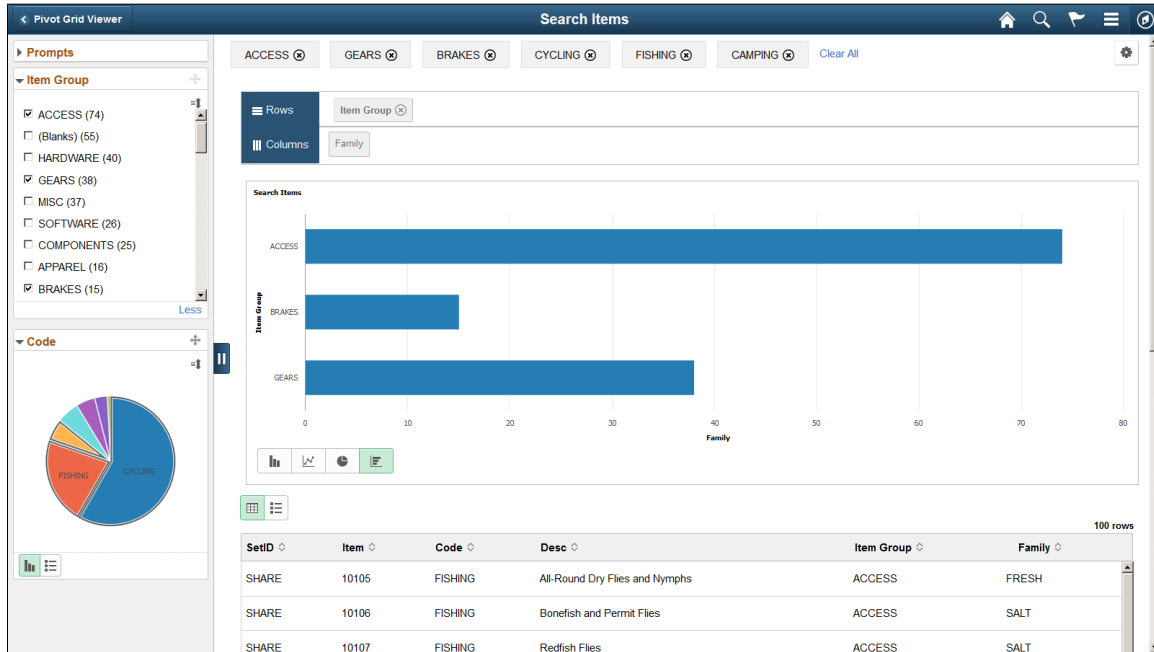 Pivot Grid Viewer
Search Items
Prompts
Item Group
ACCESS (74)
(Blanks) (55)
HARDWARE (40)
GEARS (38)
MISC (37)
SOFTWARE (26)
COMPONENTS (25)
APPAREL (16)
BRAKES (15)
Less
Code
FISHING
CYCLING
ACCESS
GEARS
BRAKES
CYCLING
FISHING
CAMPING
Clear All
Rows
Item Group
Columns
Family
Search Items
Item Group
ACCESS
BRAKES
GEARS
0 10 20 30 40 50 60 70 80
Family
100 rows
SetID Item Code Desc Item Group Family
SHARE 10105 FISHING All-Round Dry Flies and Nymphs ACCESS FRESH
SHARE 10106 FISHING Bonefish and Permit Flies ACCESS SALT
SHARE 10107 FISHING Redfish Flies ACCESS SALT